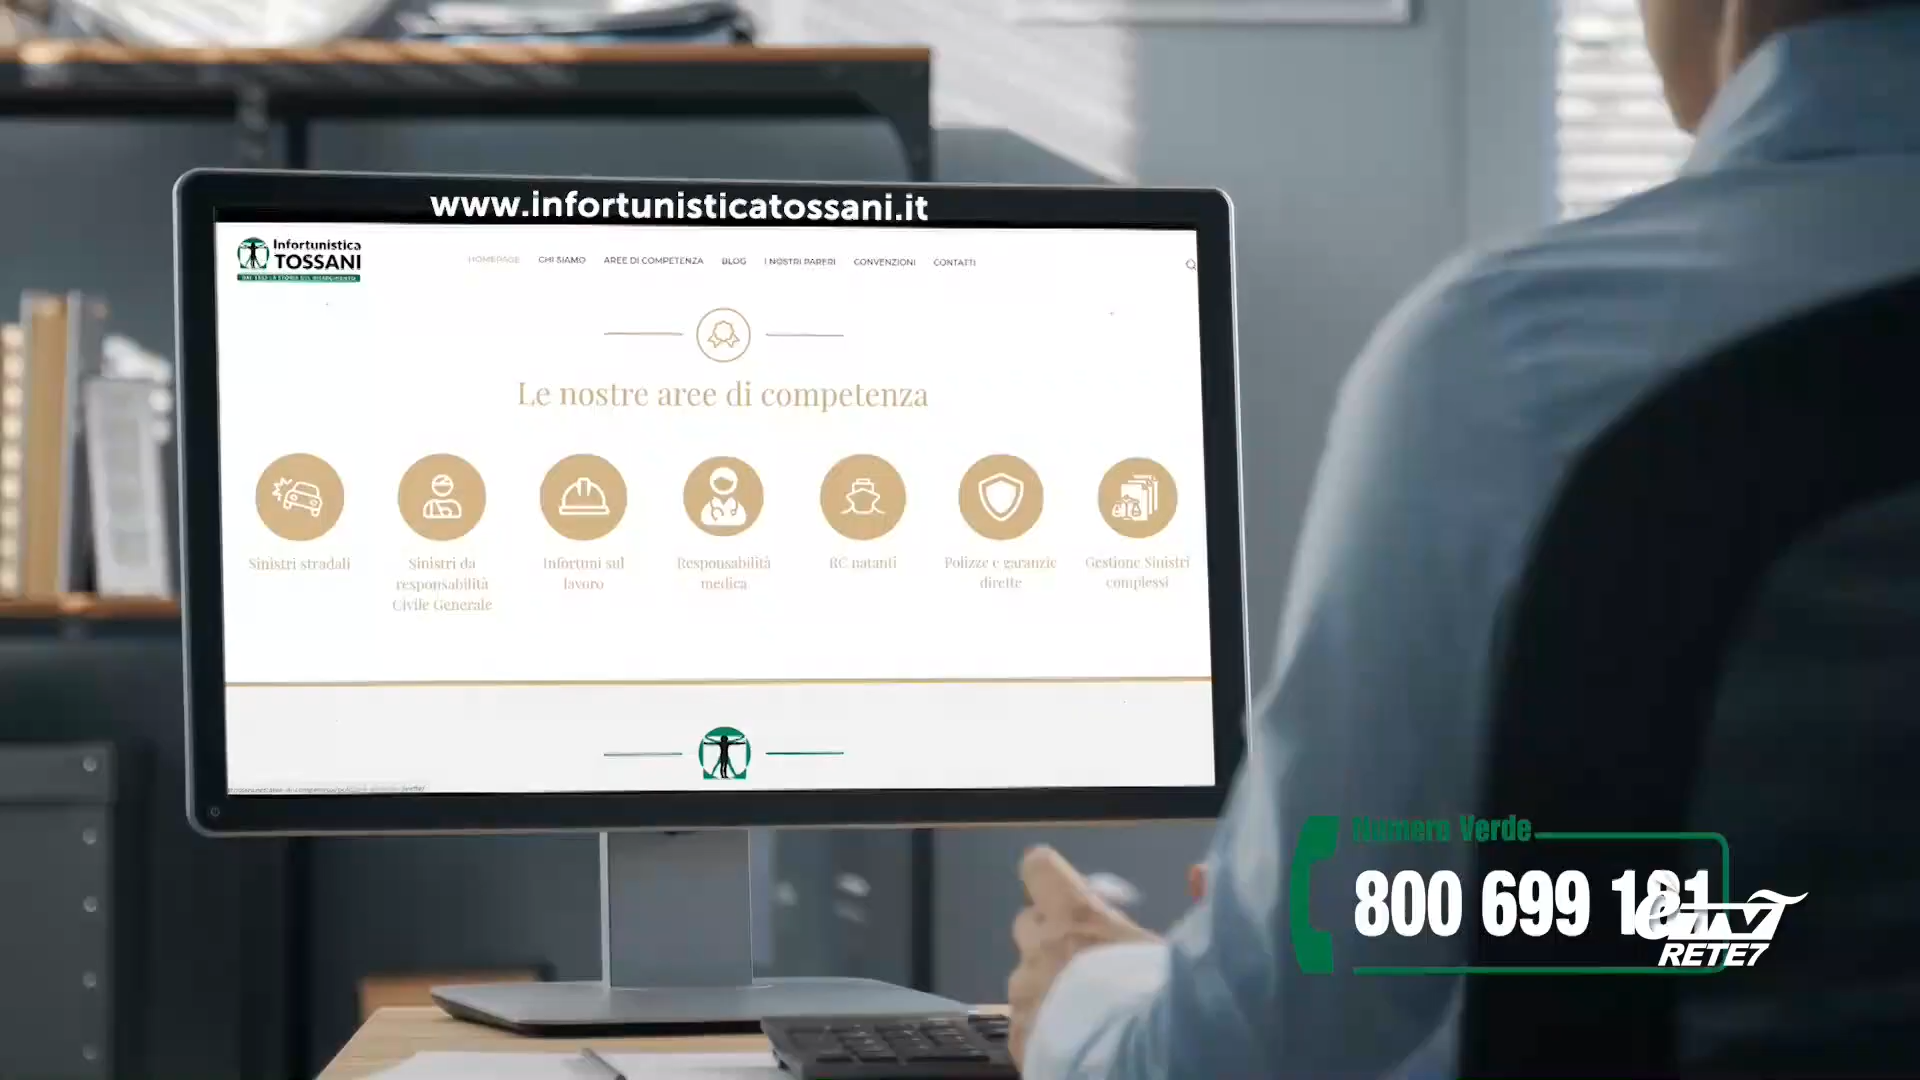 www.infortunisticatossani.it
Infortunistica
TOSSANI
HOMEPAGE CHI SIAMO AREE DI COMPETENZA BLOG I NOSTRI PARERI CONVENZIONI CONTATTI
Le nostre aree di competenza
Sinistri stradali
Sinistri da
responsabilità
Civile Generale
Infortuni sul
lavoro
Responsabilità
medica
RC natanti
Polizze e garanzie
dirette
Gestione Sinistri
complessi
Numero Verde
800 699 181
RETE7